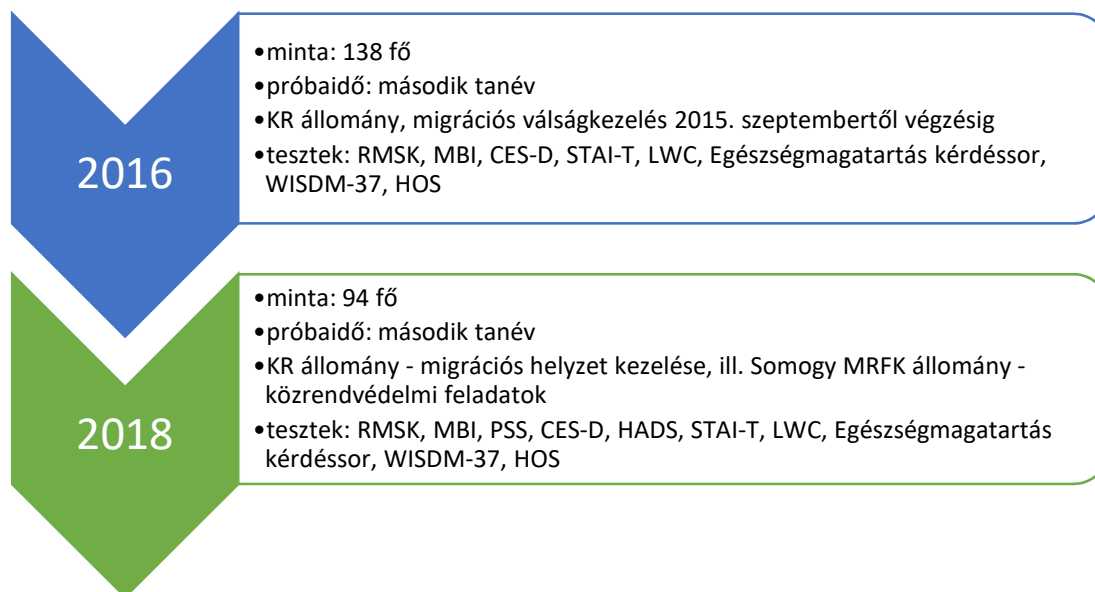 2016
•minta: 138 fő
•próbaidő: második tanév
•KR állomány, migrációs válságkezelés 2015. szeptembertől végzésig
•tesztek: RMSK, MBI, CES-D, STAI-T, LWC, Egészségmagatartás kérdéssor,
WISDM-37, HOS
2018
•minta: 94 fő
•próbaidő: második tanév
•KR állomány - migrációs helyzet kezelése, ill. Somogy MRFK állomány -
közrendvédelmi feladatok
•tesztek: RMSK, MBI, PSS, CES-D, HADS, STAI-T, LWC, Egészségmagatartás
kérdéssor, WISDM-37, HOS